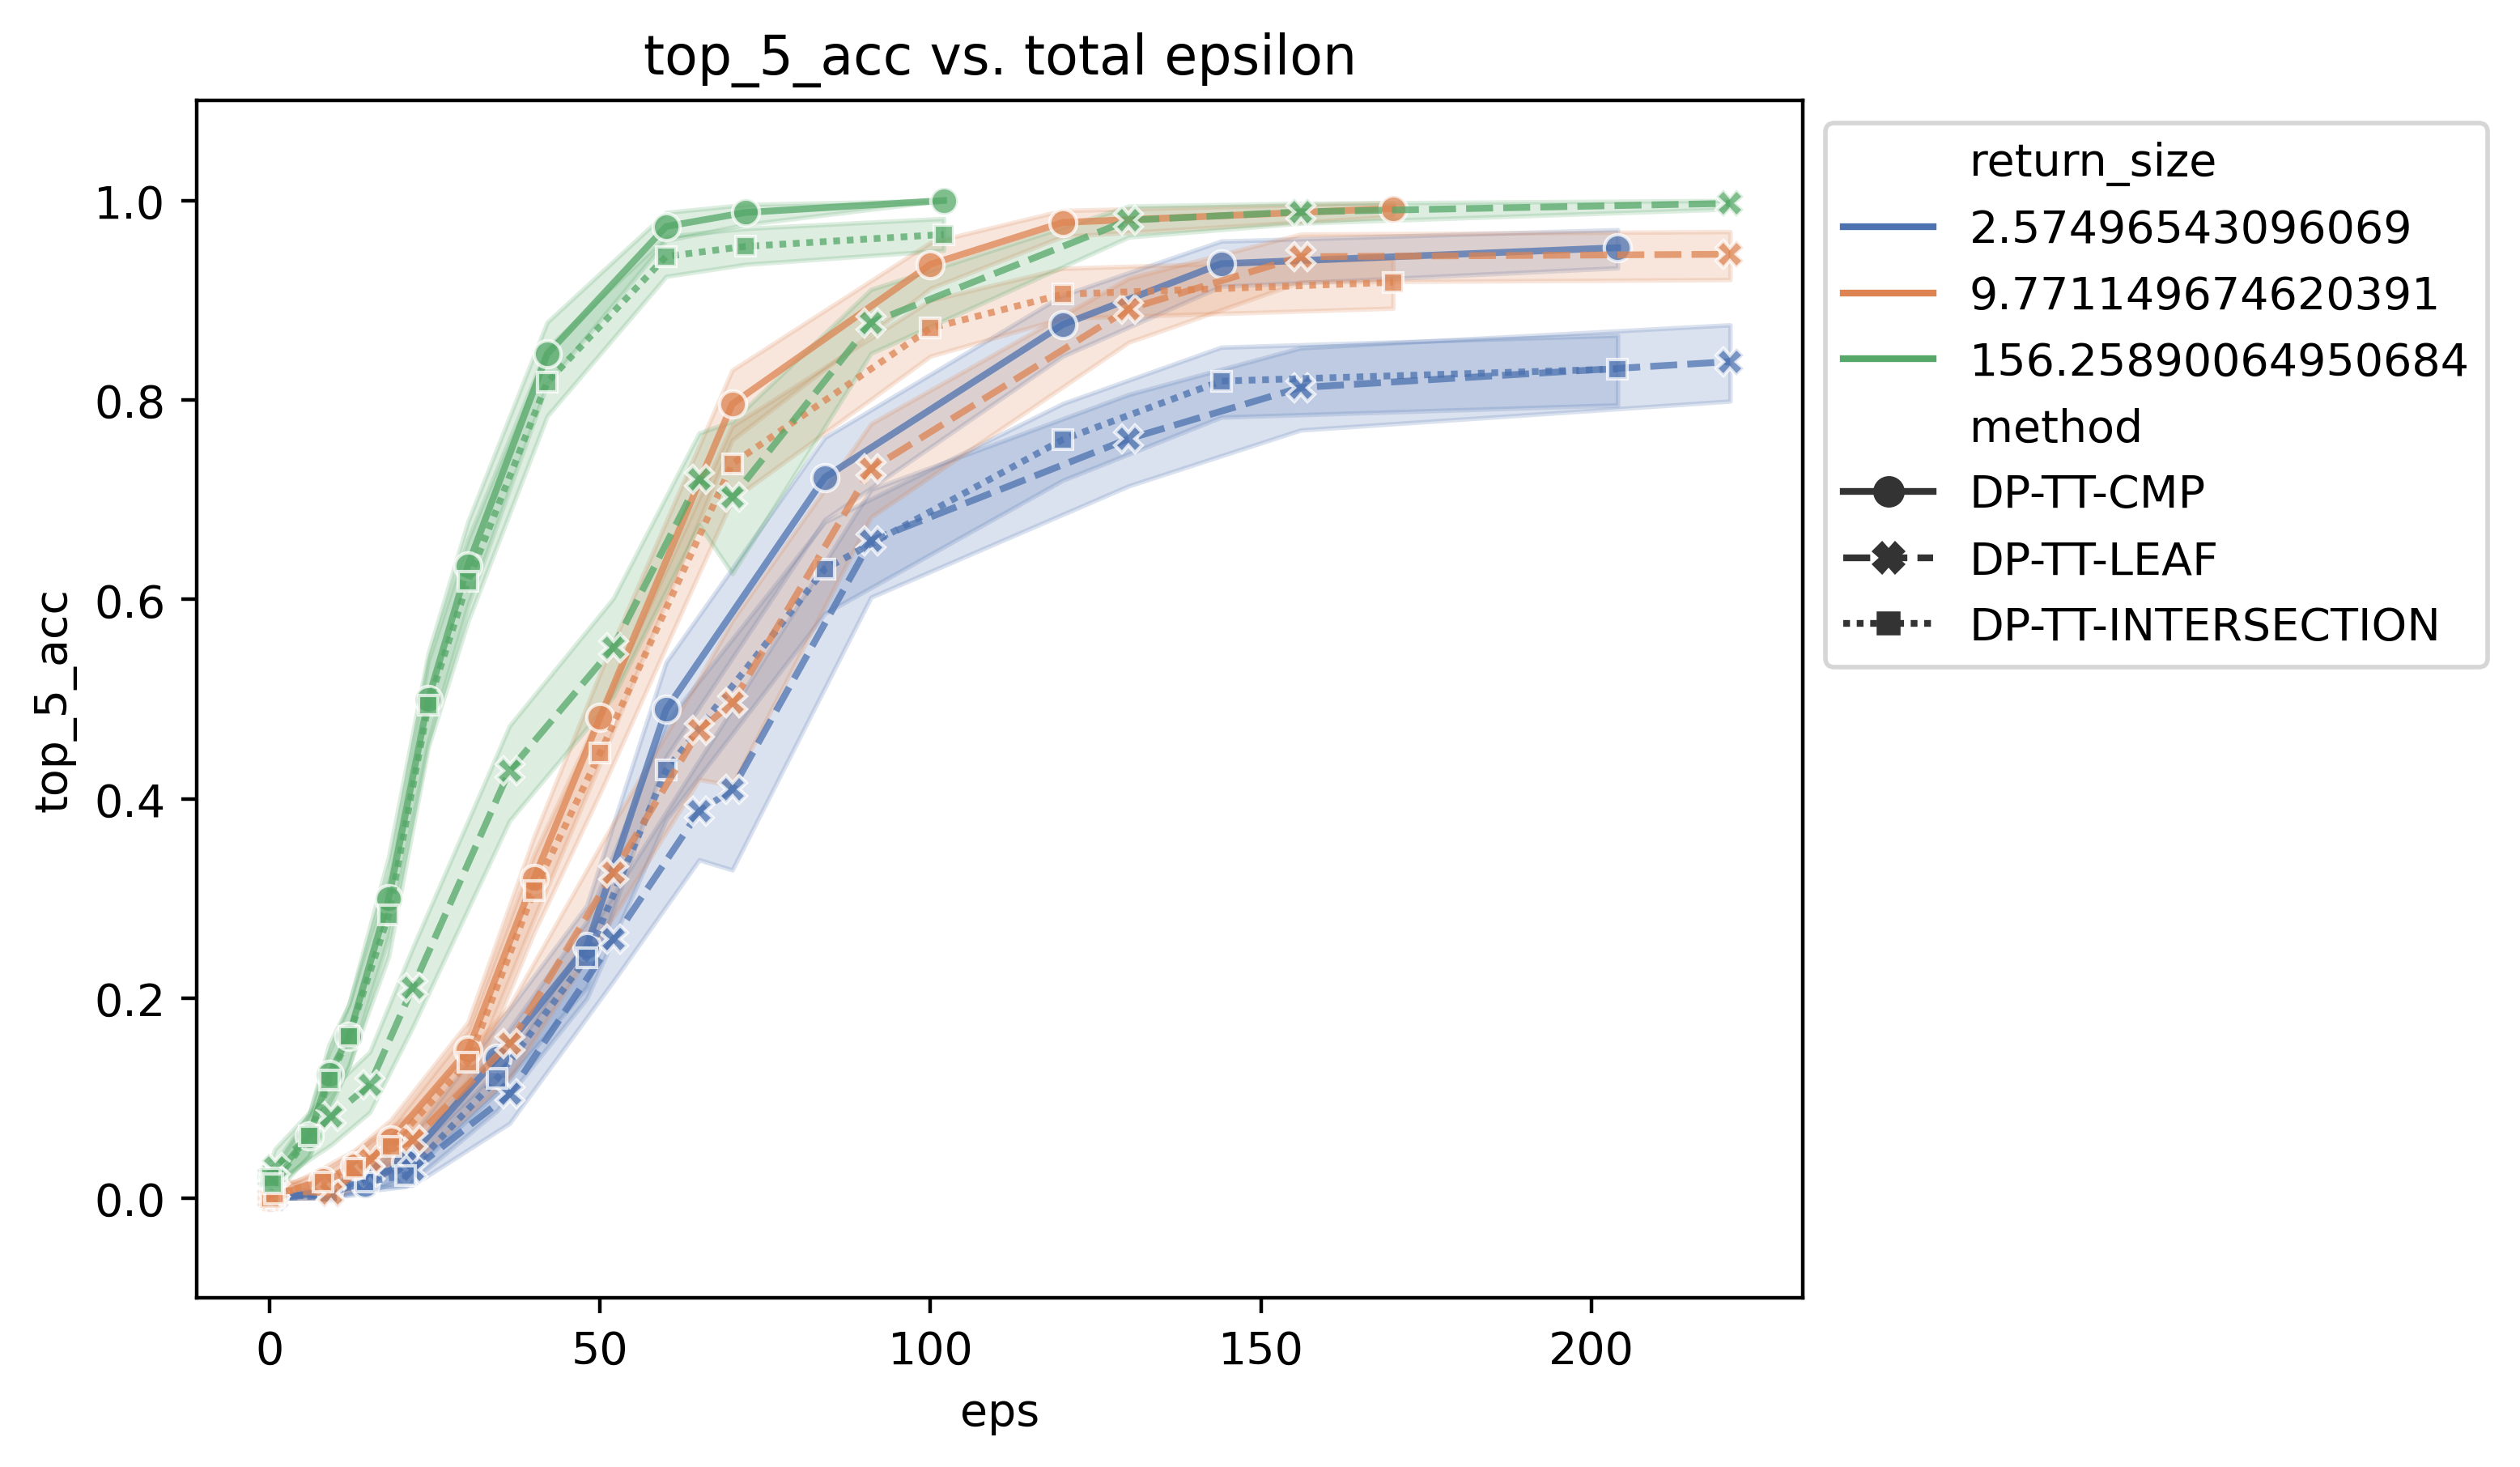 top_5_acc vs. total epsilon
top_5_acc
1.0
0.8
0.6
0.4
0.2
0.0
0
50
100
150
200
eps
return_size
2.57496543096069
9.771149674620391
156.25890064950684
method
DP-TT-CMP
DP-TT-LEAF
DP-TT-INTERSECTION